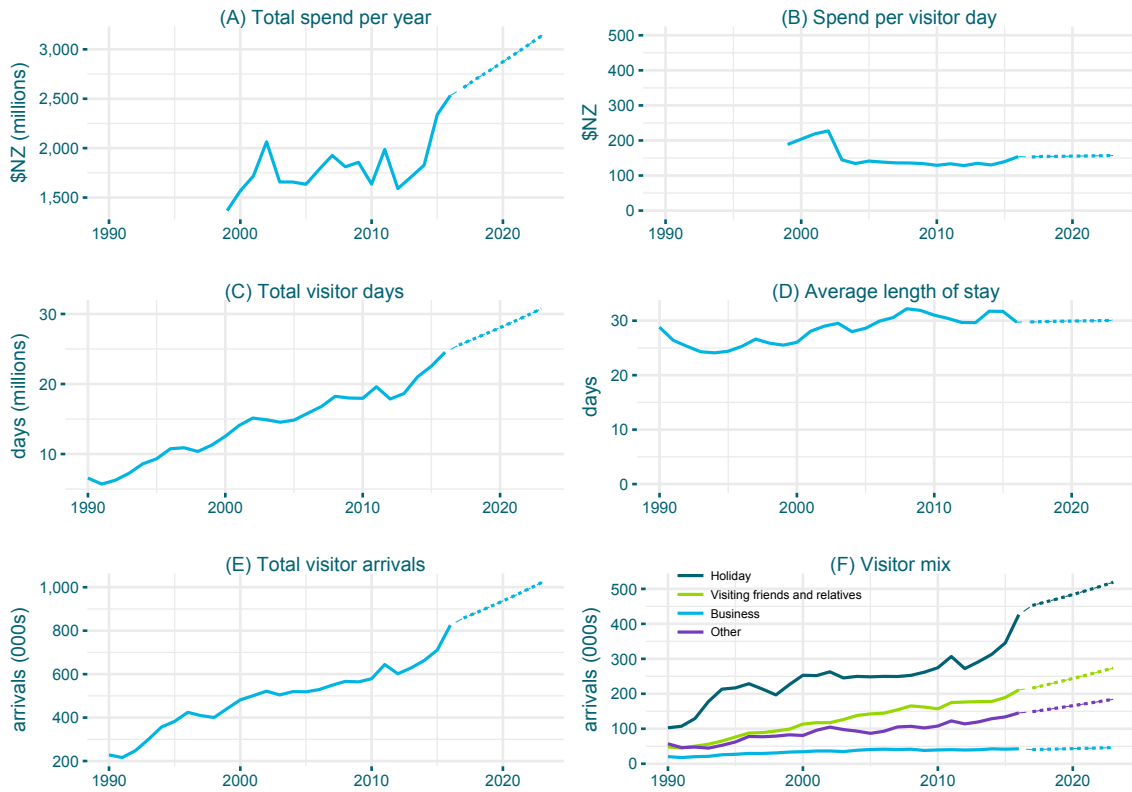 (A) Total spend per year
$NZ (millions)
3,000
2,500
2,000
1,500
1990 2000 2010 2020
(B) Spend per visitor day
$NZ
500
400
300
200
100
0
1990 2000 2010 2020
(C) Total visitor days
days (millions)
30
20
10
1990 2000 2010 2020
(D) Average length of stay
days
30
20
10
0
1990 2000 2010 2020
(E) Total visitor arrivals
arrivals (000s)
1,000
800
600
400
200
1990 2000 2010 2020
(F) Visitor mix
Holiday
Visiting friends and relatives
Business
Other
arrivals (000s)
500
400
300
200
100
0
1990 2000 2010 2020